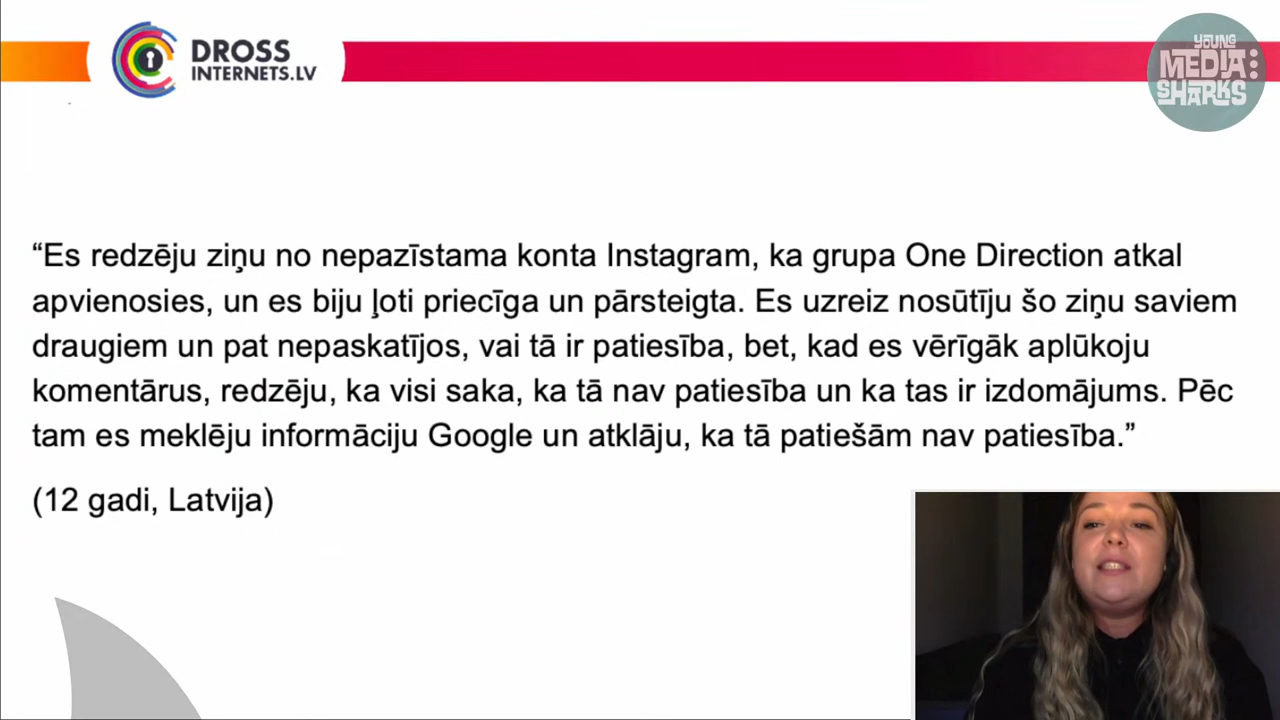 DROSS
INTERNETS.LV
YOUNG
MEDIA:
SHARKS
“Es redzēju ziņu no nepazīstama konta Instagram, ka grupa One Direction atkal
apvienosies, un es biju ļoti priecīga un pārsteigta. Es uzreiz nosūtīju šo ziņu saviem
draugiem un pat nepaskatījos, vai tā ir patiesība, bet, kad es vērīgāk aplūkoju
komentārus, redzēju, ka visi saka, ka tā nav patiesība un ka tas ir izdomājums. Pēc
tam es meklēju informāciju Google un atklāju, ka tā patiešām nav patiesība.”
(12 gadi, Latvija)